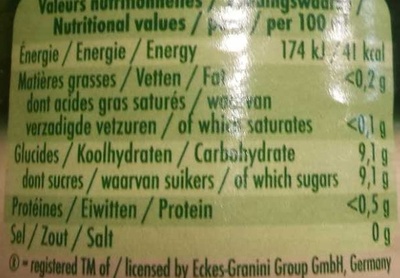 Valeurs nutritionnelles /
Nutritional values / / per 100
Énergie / Energie / Energy 174 kJ / 41 kcal
Matières grasses / Vetten / Fat <0,2 g
dont acides gras saturés / waarvan
verzadigde vetzuren / of which saturates <0,1 g
Glucides / Koolhydraten / Carbohydrate 9,1 g
dont sucres / waarvan suikers / of which sugars 9,1 g
Protéines / Eiwitten / Protein <0,5 g
Sel / Zout / Salt 0 g
® = registered TM of / licensed by Eckes-Granini Group GmbH, Germany